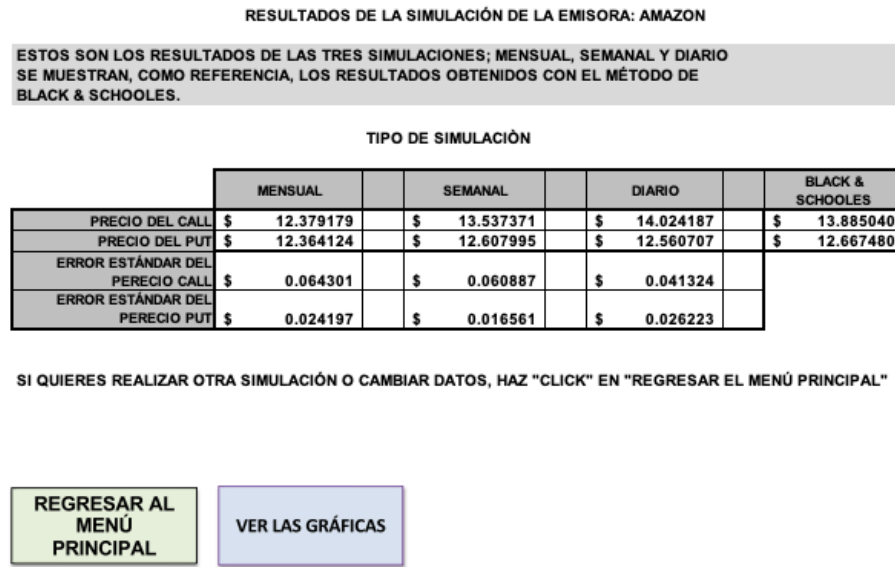 RESULTADOS DE LA SIMULACIÓN DE LA EMISORA: AMAZON
ESTOS SON LOS RESULTADOS DE LAS TRES SIMULACIONES; MENSUAL, SEMANAL Y DIARIO
SE MUESTRAN, COMO REFERENCIA, LOS RESULTADOS OBTENIDOS CON EL MÉTODO DE
BLACK & SCHOOLES.
TIPO DE SIMULACIÒN
MENSUAL SEMANAL DIARIO BLACK &
SCHOOLES
PRECIO DEL CALL $ 12.379179 $ 13.537371 $ 14.024187 $ 13.885040
PRECIO DEL PUT $ 12.364124 $ 12.607995 $ 12.560707 $ 12.667480
ERROR ESTÁNDAR DEL
PERECIO CALL $ 0.064301 $ 0.060887 $ 0.041324
ERROR ESTÁNDAR DEL
PERECIO PUT $ 0.024197 $ 0.016561 $ 0.026223
SI QUIERES REALIZAR OTRA SIMULACIÓN O CAMBIAR DATOS, HAZ "CLICK" EN "REGRESAR EL MENÚ PRINCIPAL"
REGRESAR AL
MENÚ
PRINCIPAL
VER LAS GRÁFICAS